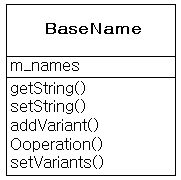 BaseName
m_names
getString()
setString()
addVariant()
Ooperation()
setVariants()